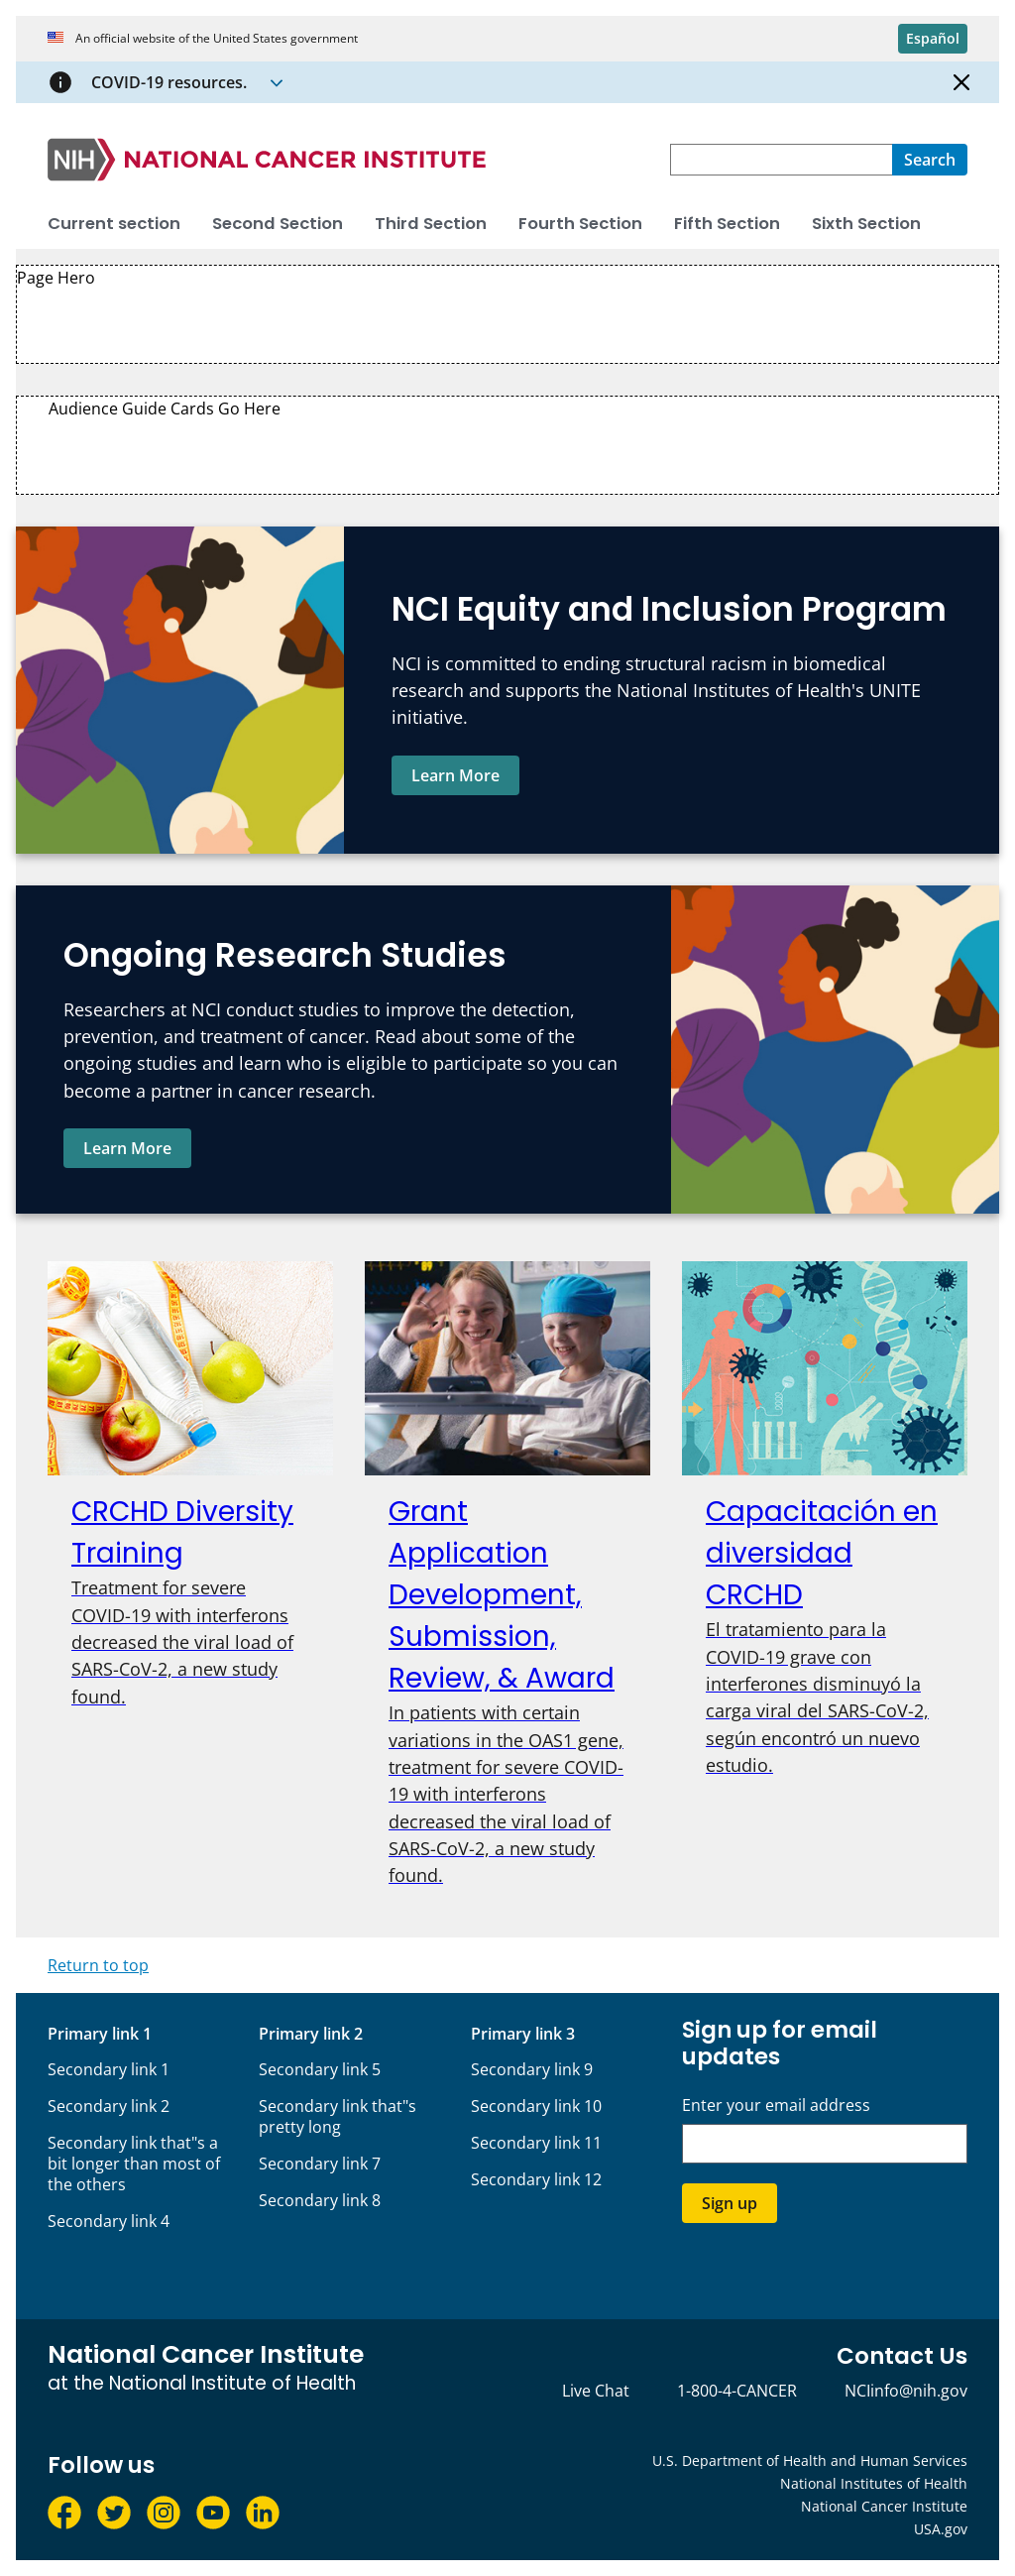 An official website of the United States government
Español
COVID-19 resources.
NIH NATIONAL CANCER INSTITUTE
Search
Current section Second Section Third Section Fourth Section Fifth Section Sixth Section
Page Hero
Audience Guide Cards Go Here
NCI Equity and Inclusion Program
NCI is committed to ending structural racism in biomedical
research and supports the National Institutes of Health's UNITE
initiative.
Learn More
Ongoing Research Studies
Researchers at NCI conduct studies to improve the detection,
prevention, and treatment of cancer. Read about some of the
ongoing studies and learn who is eligible to participate so you can
become a partner in cancer research.
Learn More
CRCHD Diversity
Training
Treatment for severe
COVID-19 with interferons
decreased the viral load of
SARS-CoV-2, a new study
found.
Grant
Application
Development,
Submission,
Review, & Award
In patients with certain
variations in the OAS1 gene,
treatment for severe COVID-
19 with interferons
decreased the viral load of
SARS-CoV-2, a new study
found.
Capacitación en
diversidad
CRCHD
El tratamiento para la
COVID-19 grave con
interferones disminuyó la
carga viral del SARS-CoV-2,
según encontró un nuevo
estudio.
Return to top
Primary link 1
Secondary link 1
Secondary link 2
Secondary link that"s a
bit longer than most of
the others
Secondary link 4
Primary link 2
Secondary link 5
Secondary link that"s
pretty long
Secondary link 7
Secondary link 8
Primary link 3
Secondary link 9
Secondary link 10
Secondary link 11
Secondary link 12
Sign up for email
updates
Enter your email address
Sign up
National Cancer Institute
at the National Institute of Health
Contact Us
Live Chat 1-800-4-CANCER NCIinfo@nih.gov
Follow us
U.S. Department of Health and Human Services
National Institutes of Health
National Cancer Institute
USA.gov